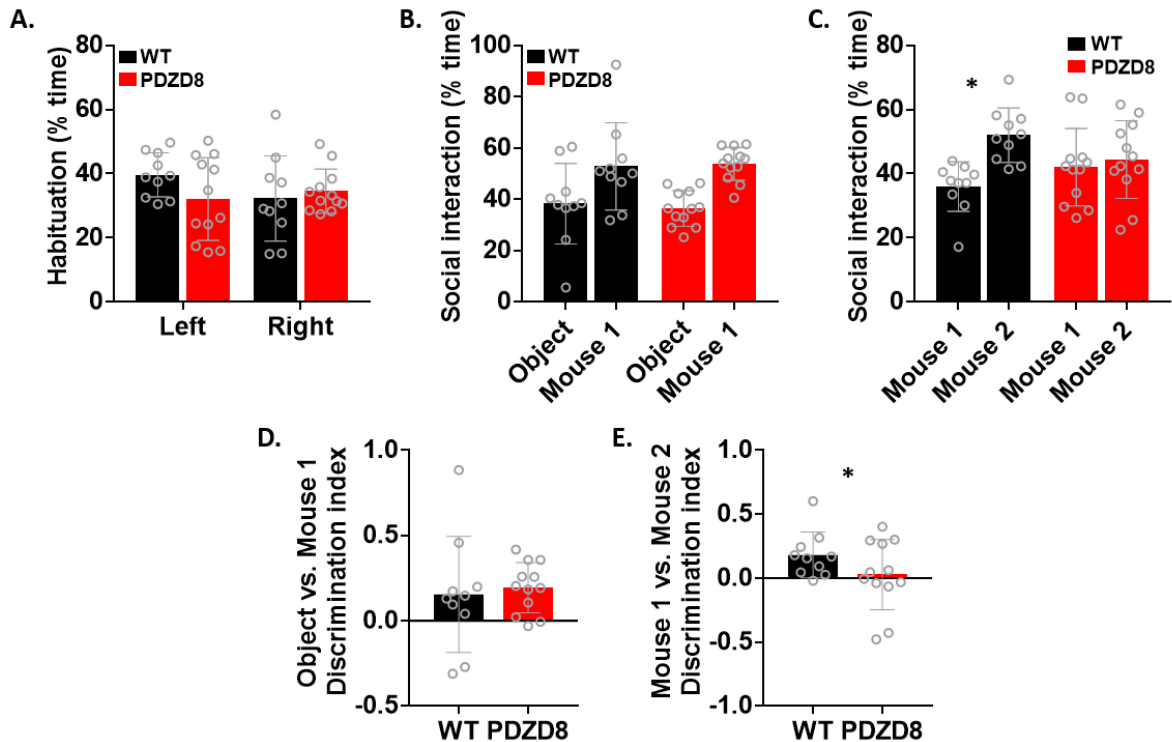 A.
Habituation (% time)
80
60
40
20
0
WT
PDZD8
Left Right
B.
Social interaction (% time)
100
80
60
40
20
0
WT
PDZD8
Object
Mouse 1
Object
Mouse 1
C.
Social interaction (% time)
80
60
40
20
0
WT
PDZD8
*
Mouse 1
Mouse 2
Mouse 1
Mouse 2
D.
Object vs. Mouse 1
Discrimination index
1.0
0.5
0.0
-0.5
WT PDZD8
E.
Mouse 1 vs. Mouse 2
Discrimination index
1.0
0.5
0.0
-0.5
-1.0
*
WT PDZD8